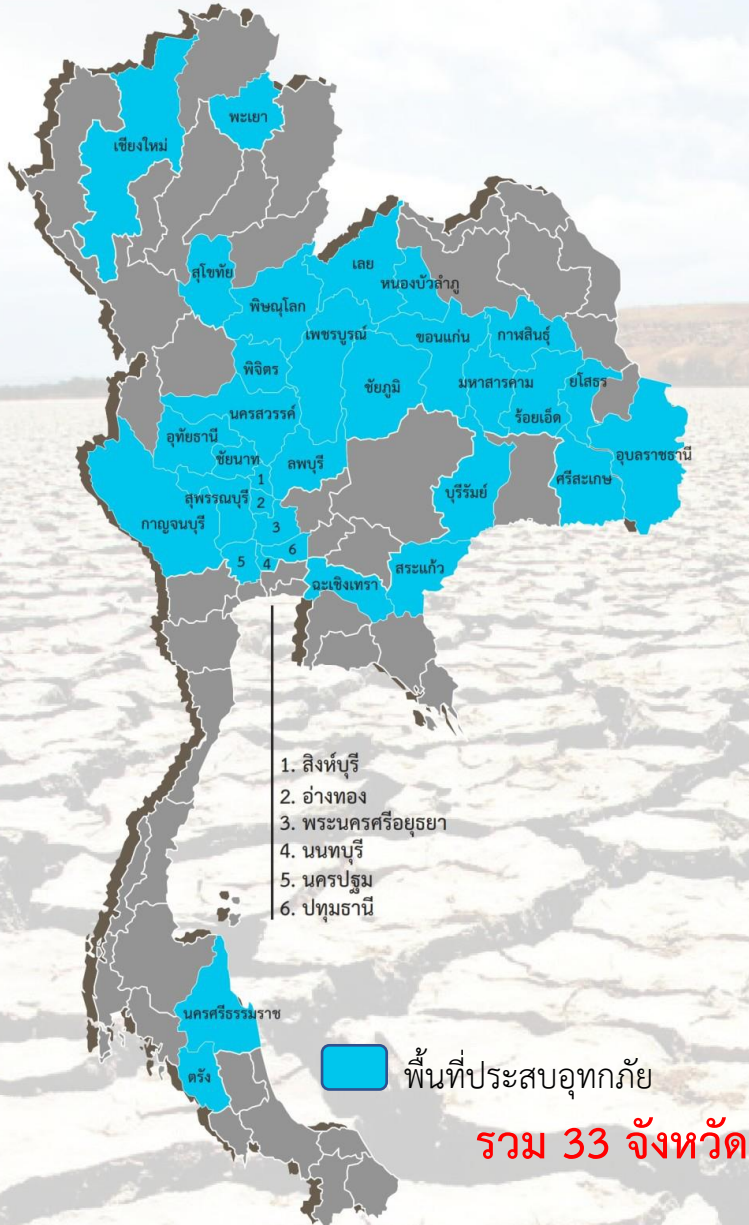 เชียงใหม่
พะเยา
สุโขทัย
เลย
หนองบัวลำภู
พิษณุโลก
เพชรบูรณ์
ขอนแก่น
กาฬสินธุ์
พิจิตร
ชัยภูมิ
มหาสารคาม
ยโสธร
นครสวรรค์
ร้อยเอ็ด
อุทัยธานี
ชัยนาท
ลพบุรี
อุบลราชธานี
1
ศรีสะเกษ
สุพรรณบุรี
2
บุรีรัมย์
กาญจนบุรี
3
6
5
4
สระแก้ว
ฉะเชิงเทรา
1. สิงห์บุรี
2. อ่างทอง
3. พระนครศรีอยุธยา
4. นนทบุรี
5. นครปฐม
6. ปทุมธานี
นครศรีธรรมราช
ตรัง
พื้นที่ประสบอุทกภัย
รวม 33 จังหวัด